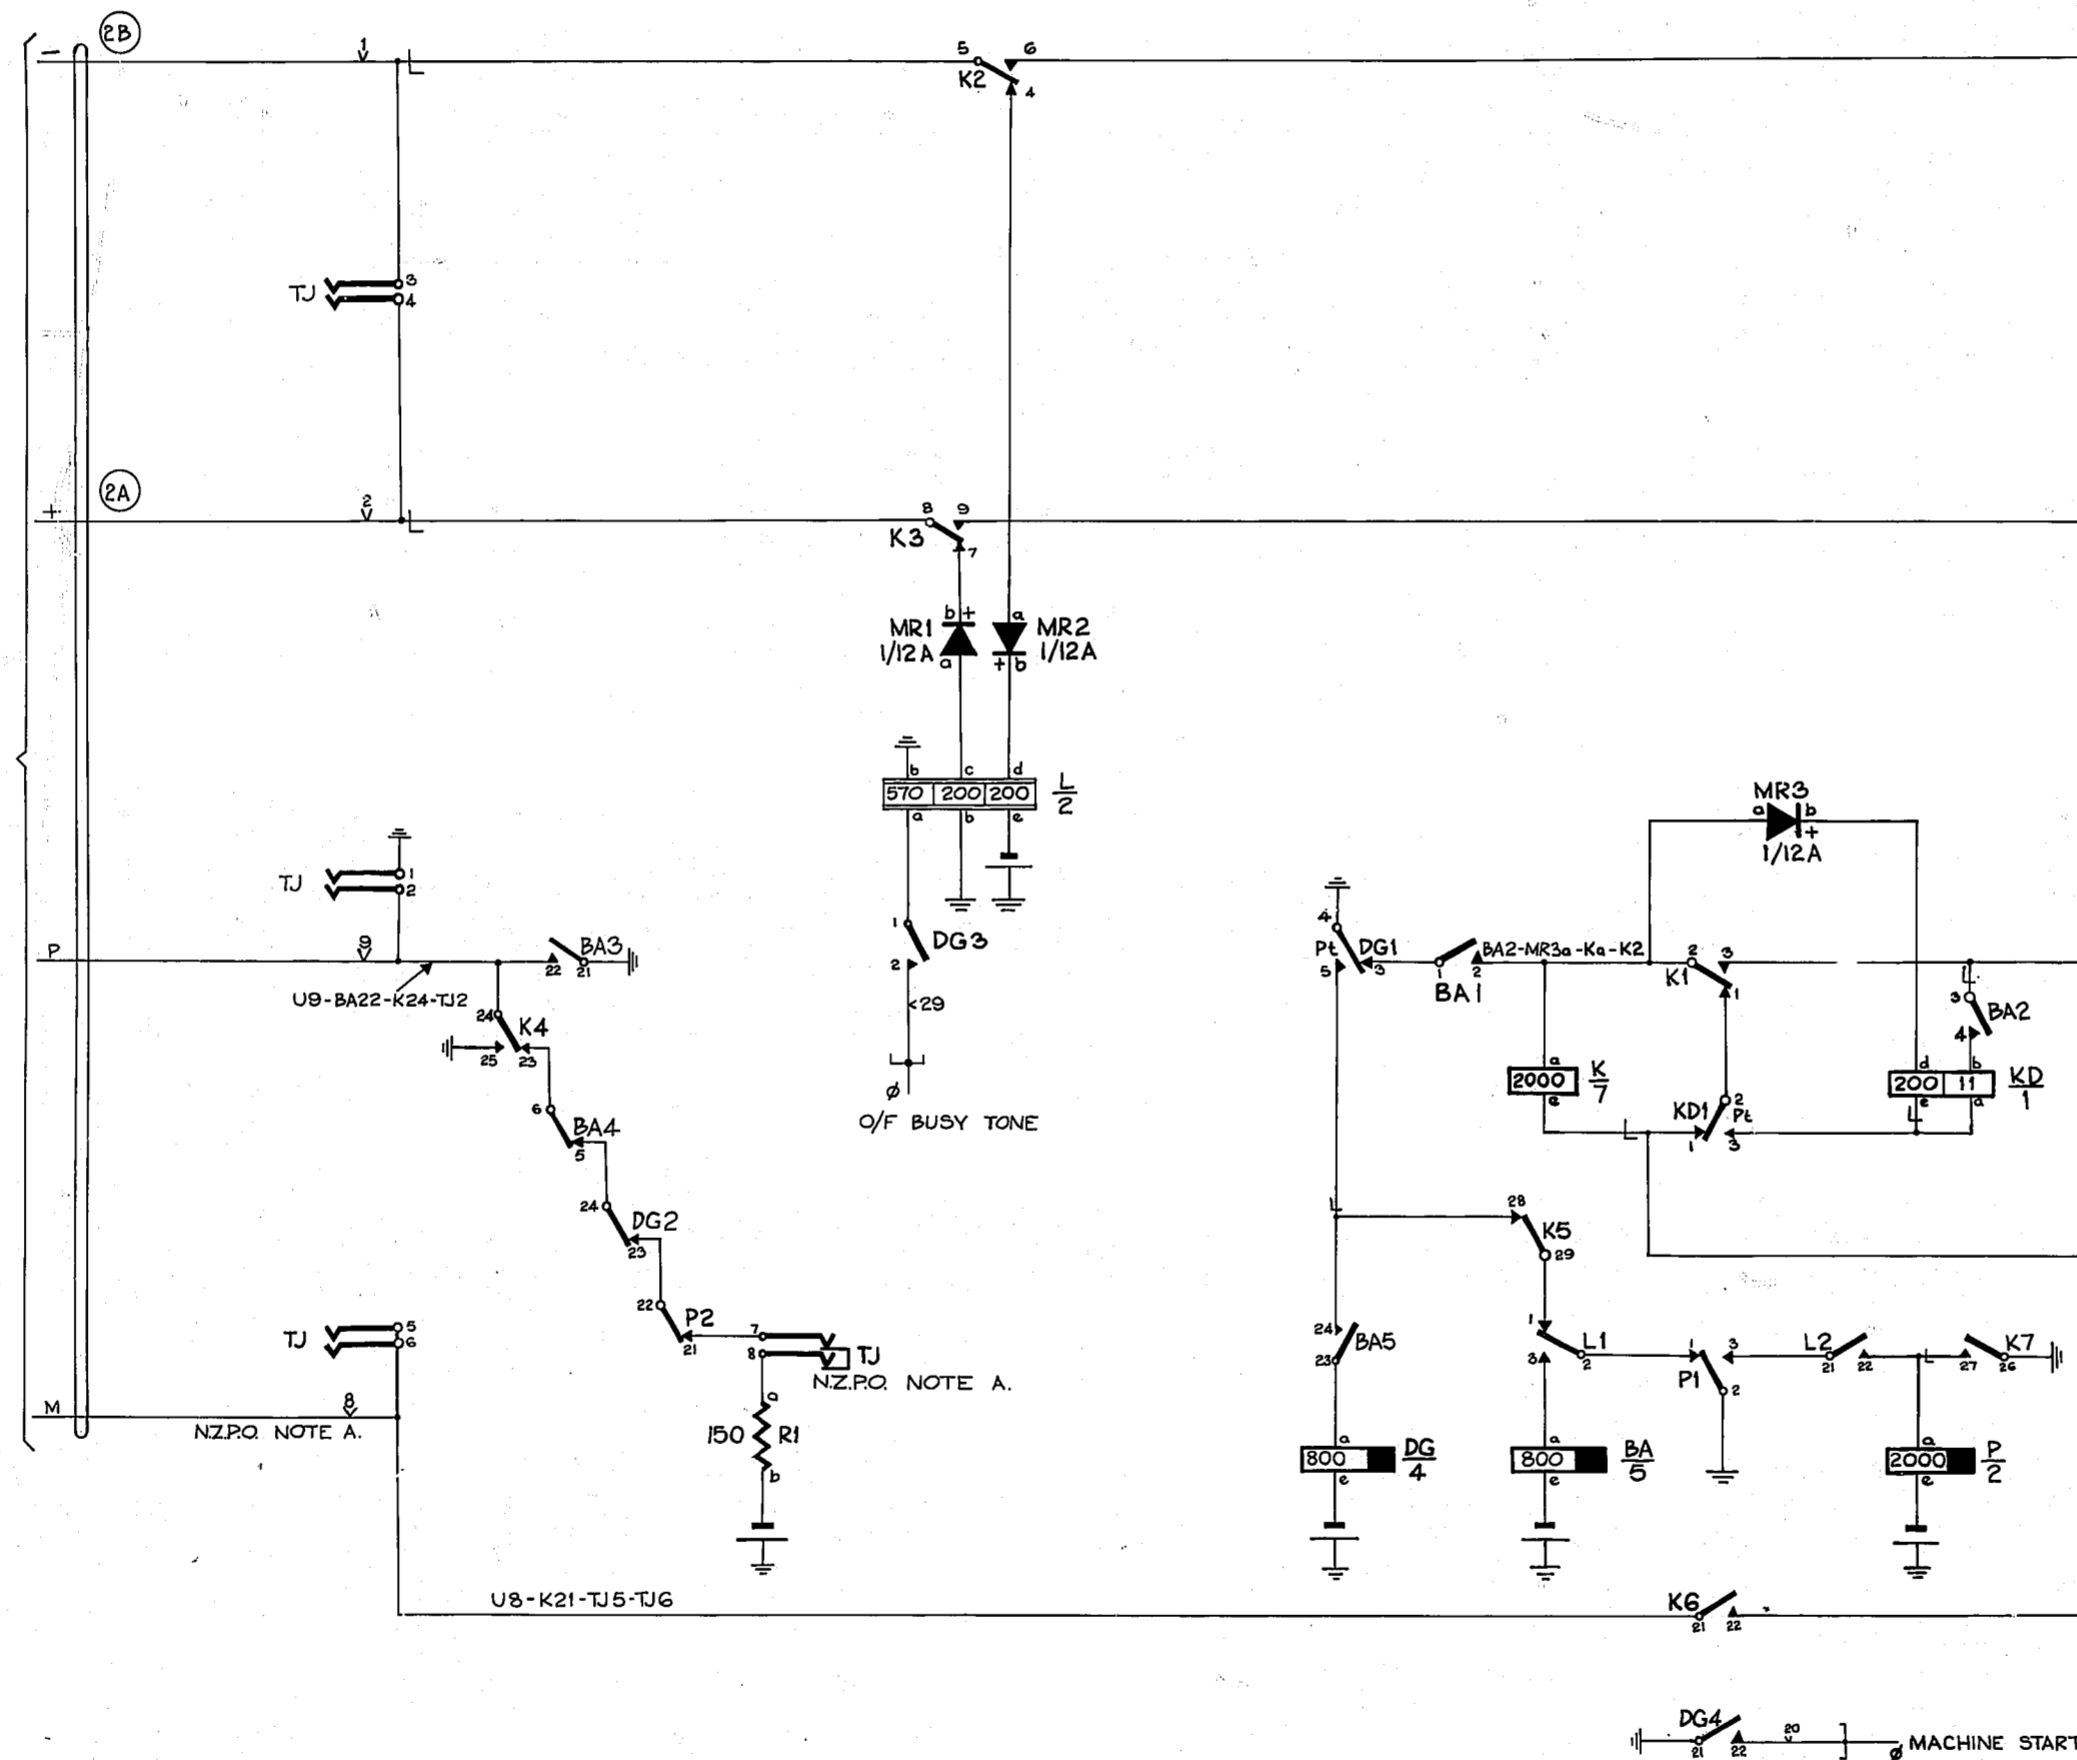 2B
−
1
5
6
K2
4
TJ
3
4
2A
+
2
8
9
K3
7
b +
a
MR1
1/12A
MR2
1/12A
a
+ b
b
c
d
570
200
200
L
2
a
b
e
MR3
a
b
+
1/12A
TJ
1
2
1
DG3
2
<29
Ø
O/F BUSY TONE
P
9
22
BA3
21
U9-BA22-K24-TJ2
24
K4
25
23
6
BA4
5
24
DG2
23
22
P2
21
7
8
TJ
N.Z.P.O. NOTE A.
4
Pt
DG1
5
3
1
2
BA1
BA2-MR3a-Ka-K2
2
3
K1
1
3
BA2
4
a
2000
K
7
e
d
b
200
11
KD
1
e
a
KD1
2
Pt
1
3
28
K5
29
TJ
5
6
M
8
N.Z.P.O. NOTE A.
a
150
R1
b
24
BA5
23
1
L1
3
2
1
3
P1
2
L2
21
22
K7
27
26
a
800
DG
4
e
a
800
BA
5
e
a
2000
P
2
e
U8-K21-TJ5-TJ6
K6
21
22
DG4
21
22
20
Ø MACHINE START